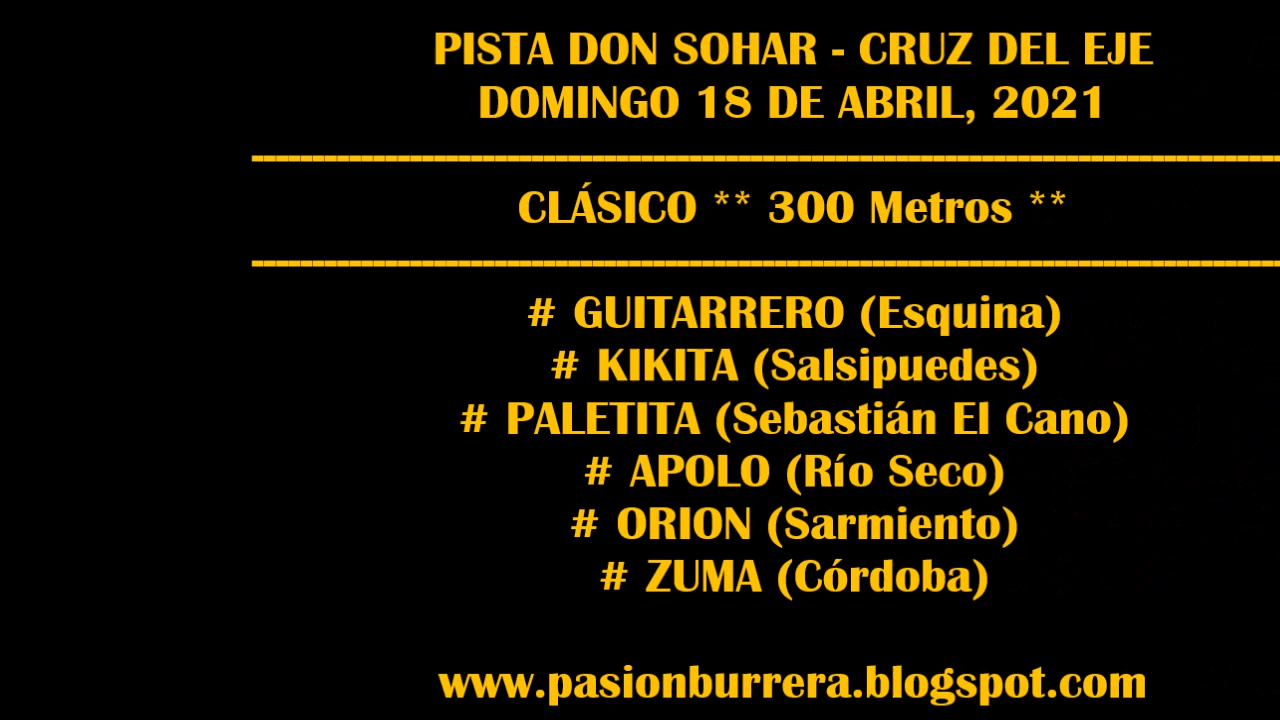 PISTA DON SOHAR - CRUZ DEL EJE
DOMINGO 18 DE ABRIL, 2021
CLÁSICO ** 300 Metros **
# GUITARRERO (Esquina)
# KIKITA (Salsipuedes)
# PALETITA (Sebastián El Cano)
# APOLO (Río Seco)
# ORION (Sarmiento)
# ZUMA (Córdoba)
www.pasionburrera.blogspot.com